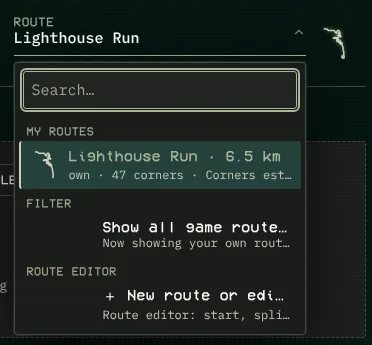 ROUTE
Lighthouse Run
Search…
MY ROUTES
Lighthouse Run · 6.5 km
own · 47 corners · Corners est…
FILTER
Show all game route…
Now showing your own rout…
ROUTE EDITOR
+ New route or edi…
Route editor: start, spli…